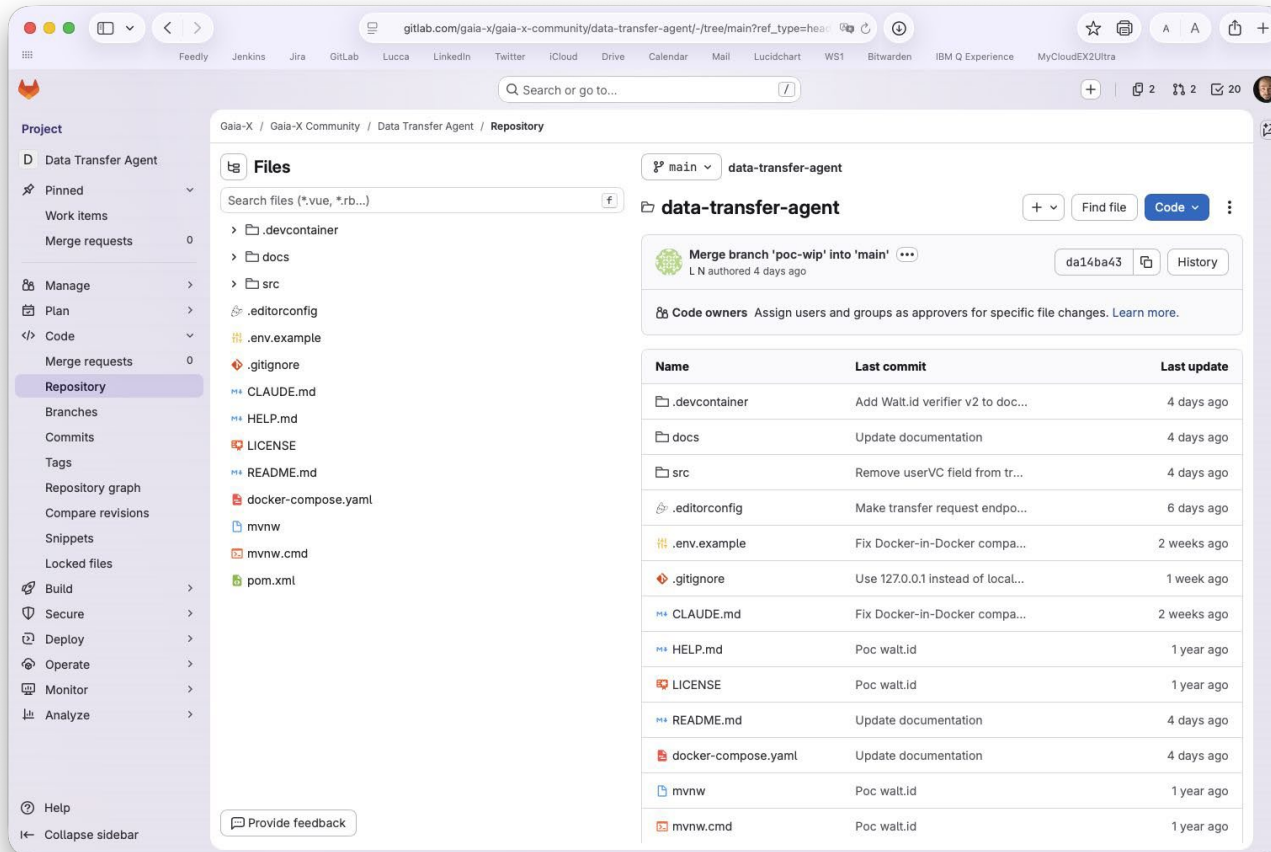 gitlab.com/gaia-x/gaia-x-community/data-transfer-agent/-/tree/main?ref_type=head
A A
Feedly Jenkins Jira GitLab Lucca LinkedIn Twitter iCloud Drive Calendar Mail Lucidchart WS1 Bitwarden IBM Q Experience MyCloudEX2Ultra
Search or go to... /
2 2 20
Project
D Data Transfer Agent
Pinned
Work items
Merge requests 0
Manage
Plan
Code
Merge requests 0
Repository
Branches
Commits
Tags
Repository graph
Compare revisions
Snippets
Locked files
Build
Secure
Deploy
Operate
Monitor
Analyze
Help
Collapse sidebar
Gaia-X / Gaia-X Community / Data Transfer Agent / Repository
Files
Search files (*.vue, *.rb...) f
.devcontainer
docs
src
.editorconfig
.env.example
.gitignore
CLAUDE.md
HELP.md
LICENSE
README.md
docker-compose.yaml
mvnw
mvnw.cmd
pom.xml
Provide feedback
main data-transfer-agent
data-transfer-agent
Find file Code
Merge branch 'poc-wip' into 'main'
L N authored 4 days ago
da14ba43 History
Code owners Assign users and groups as approvers for specific file changes. Learn more.
Name Last commit Last update
.devcontainer Add Walt.id verifier v2 to doc... 4 days ago
docs Update documentation 4 days ago
src Remove userVC field from tr... 4 days ago
.editorconfig Make transfer request endpo... 6 days ago
.env.example Fix Docker-in-Docker compa... 2 weeks ago
.gitignore Use 127.0.0.1 instead of local... 1 week ago
CLAUDE.md Fix Docker-in-Docker compa... 2 weeks ago
HELP.md Poc walt.id 1 year ago
LICENSE Poc walt.id 1 year ago
README.md Update documentation 4 days ago
docker-compose.yaml Update documentation 4 days ago
mvnw Poc walt.id 1 year ago
mvnw.cmd Poc walt.id 1 year ago